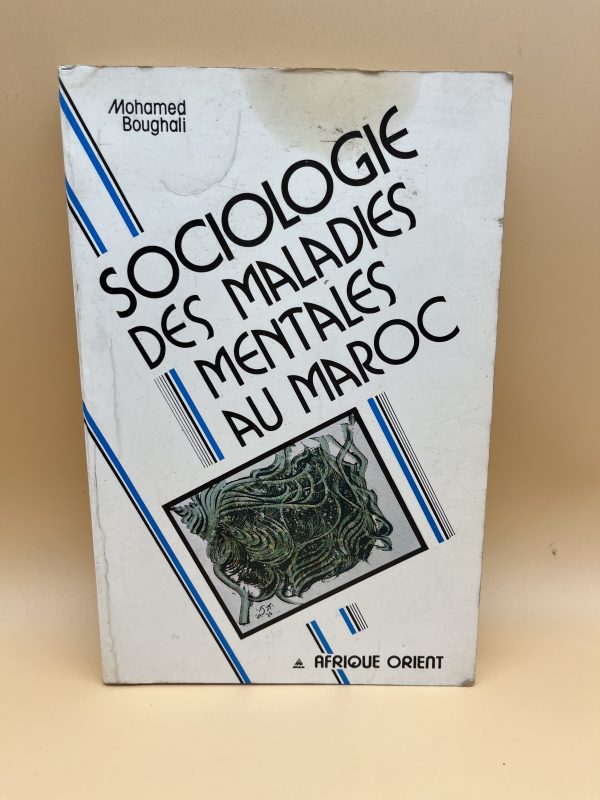 Mohamed
Boughali
SOCIOLOGIE
DES MALADIES
MENTALES
AU MAROC
AFRIQUE ORIENT